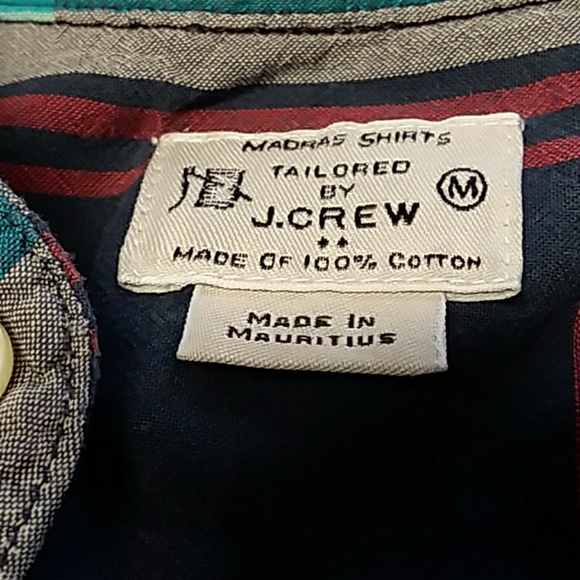 MADRAS SHIRTS
TAILORED
BY
M
J.CREW
**
MADE OF 100% COTTON
MADE IN
MAURITIUS